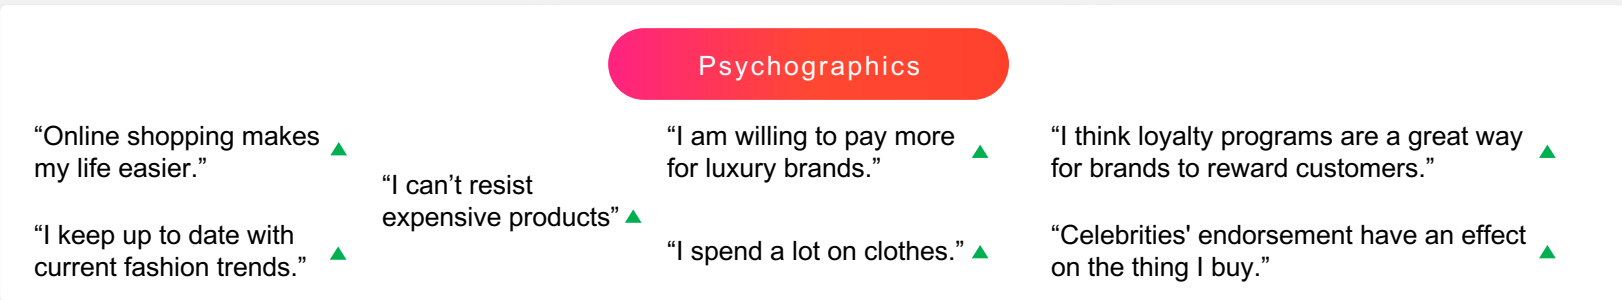 Psychographics
“Online shopping makes
my life easier.”
“I keep up to date with
current fashion trends.”
“I can’t resist
expensive products”
“I am willing to pay more
for luxury brands.”
“I spend a lot on clothes.”
“I think loyalty programs are a great way
for brands to reward customers.”
“Celebrities' endorsement have an effect
on the thing I buy.”